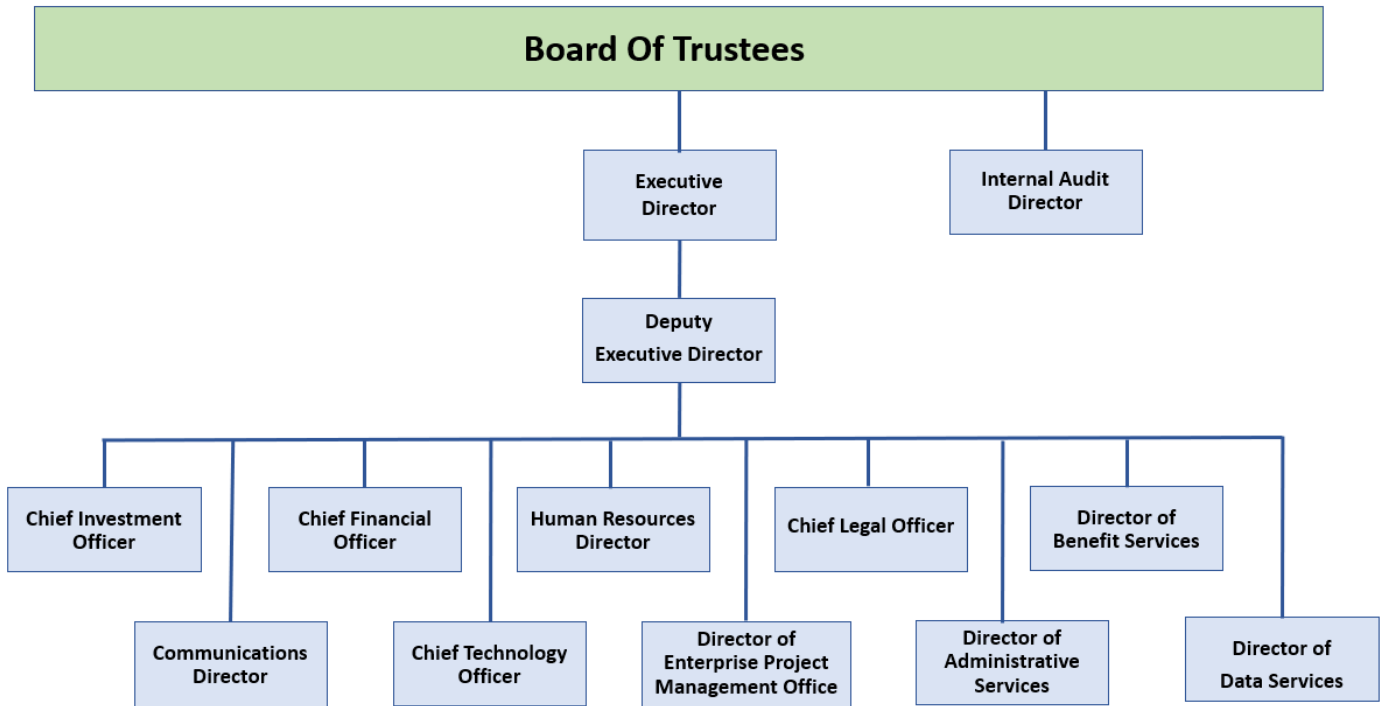 Board Of Trustees
Executive
Director
Internal Audit
Director
Deputy
Executive Director
Chief Investment
Officer
Chief Financial
Officer
Human Resources
Director
Chief Legal Officer
Director of
Benefit Services
Communications
Director
Chief Technology
Officer
Director of
Enterprise Project
Management Office
Director of
Administrative
Services
Director of
Data Services